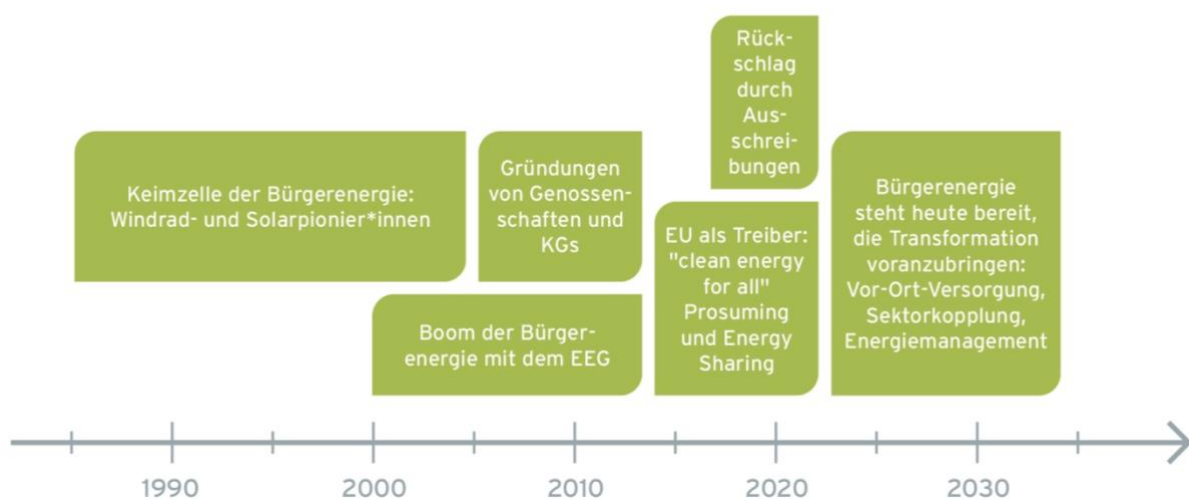 Keimzelle der Bürgerenergie:
Windrad- und Solarpionier*innen
Gründungen
von Genossen-
schaften und
KGs
Boom der Bürger-
energie mit dem EEG
Rück-
schlag
durch
Aus-
schrei-
bungen
EU als Treiber:
"clean energy
for all"
Prosuming
und Energy
Sharing
Bürgerenergie
steht heute bereit,
die Transformation
voranzubringen:
Vor-Ort-Versorgung,
Sektorkopplung,
Energiemanagement
1990
2000
2010
2020
2030